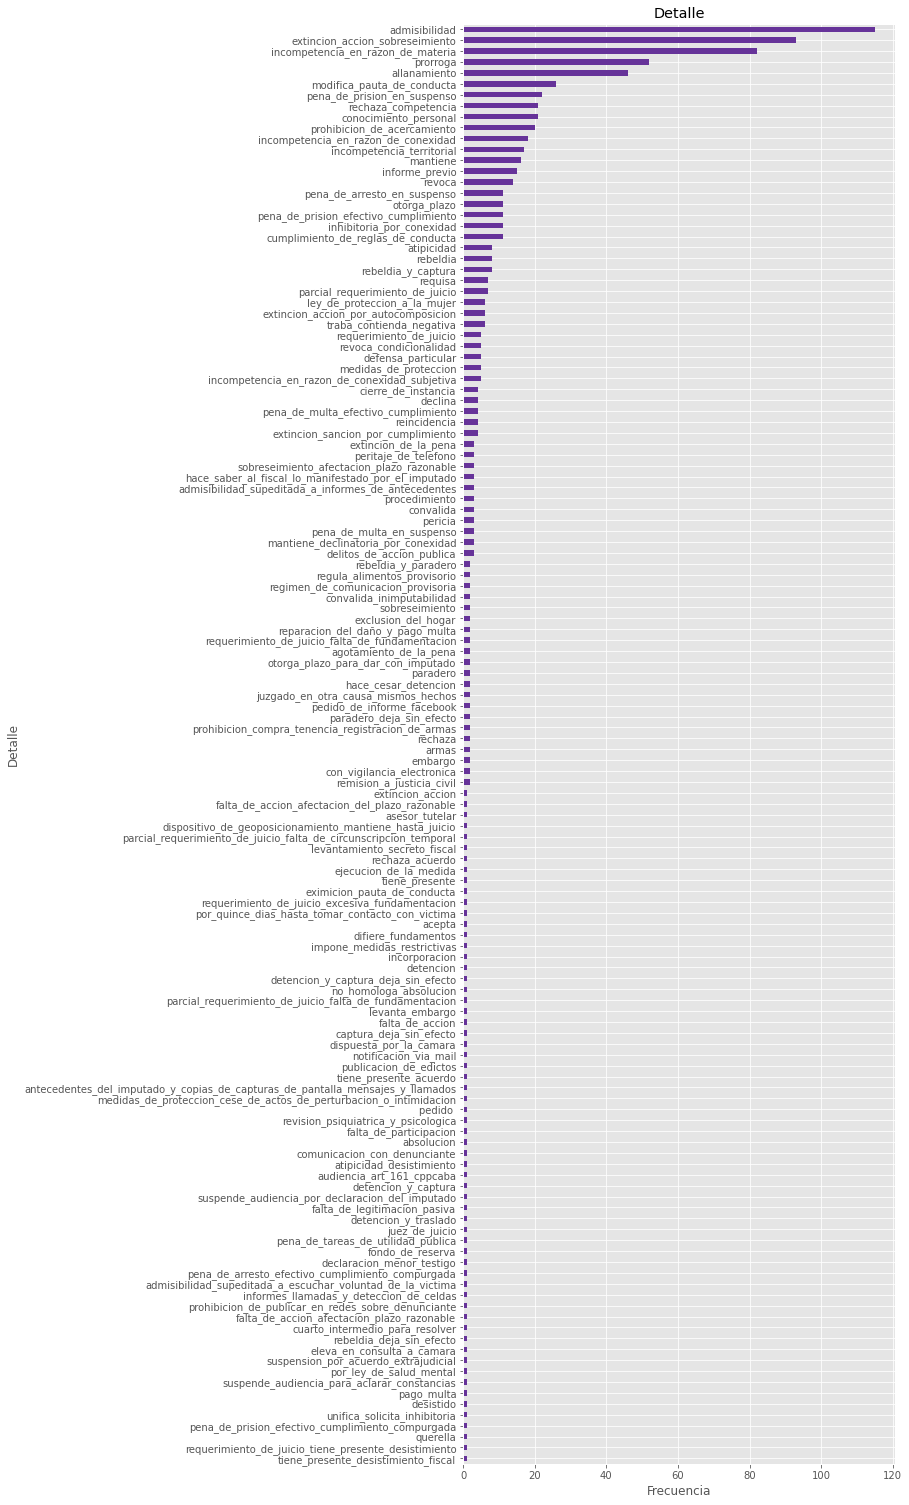 Detalle
admisibilidad
extincion_accion_sobreseimiento
incompetencia_en_razon_de_materia
prorroga
allanamiento
modifica_pauta_de_conducta
pena_de_prision_en_suspenso
rechaza_competencia
conocimiento_personal
prohibicion_de_acercamiento
incompetencia_en_razon_de_conexidad
incompetencia_territorial
mantiene
informe_previo
revoca
pena_de_arresto_en_suspenso
otorga_plazo
pena_de_prision_efectivo_cumplimiento
inhibitoria_por_conexidad
cumplimiento_de_reglas_de_conducta
atipicidad
rebeldia
rebeldia_y_captura
requisa
parcial_requerimiento_de_juicio
ley_de_proteccion_a_la_mujer
extincion_accion_por_autocomposicion
traba_contienda_negativa
requerimiento_de_juicio
revoca_condicionalidad
defensa_particular
medidas_de_proteccion
incompetencia_en_razon_de_conexidad_subjetiva
cierre_de_instancia
declina
pena_de_multa_efectivo_cumplimiento
reincidencia
extincion_sancion_por_cumplimiento
extincion_de_la_pena
peritaje_de_telefono
sobreseimiento_afectacion_plazo_razonable
hace_saber_al_fiscal_lo_manifestado_por_el_imputado
admisibilidad_supeditada_a_informes_de_antecedentes
procedimiento
convalida
pericia
pena_de_multa_en_suspenso
mantiene_declinatoria_por_conexidad
delitos_de_accion_publica
rebeldia_y_paradero
regula_alimentos_provisorio
regimen_de_comunicacion_provisoria
convalida_inimputabilidad
sobreseimiento
exclusion_del_hogar
reparacion_del_daño_y_pago_multa
requerimiento_de_juicio_falta_de_fundamentacion
agotamiento_de_la_pena
otorga_plazo_para_dar_con_imputado
paradero
hace_cesar_detencion
juzgado_en_otra_causa_mismos_hechos
pedido_de_informe_facebook
paradero_deja_sin_efecto
prohibicion_compra_tenencia_registracion_de_armas
rechaza
armas
embargo
con_vigilancia_electronica
remision_a_justicia_civil
extincion_accion
falta_de_accion_afectacion_del_plazo_razonable
asesor_tutelar
dispositivo_de_geoposicionamiento_mantiene_hasta_juicio
parcial_requerimiento_de_juicio_falta_de_circunscripcion_temporal
levantamiento_secreto_fiscal
rechaza_acuerdo
ejecucion_de_la_medida
tiene_presente
eximicion_pauta_de_conducta
requerimiento_de_juicio_excesiva_fundamentacion
por_quince_dias_hasta_tomar_contacto_con_victima
acepta
difiere_fundamentos
impone_medidas_restrictivas
incorporacion
detencion
detencion_y_captura_deja_sin_efecto
no_homologa_absolucion
parcial_requerimiento_de_juicio_falta_de_fundamentacion
levanta_embargo
falta_de_accion
captura_deja_sin_efecto
dispuesta_por_la_camara
notificacion_via_mail
publicacion_de_edictos
tiene_presente_acuerdo
antecedentes_del_imputado_y_copias_de_capturas_de_pantalla_mensajes_y_llamados
medidas_de_proteccion_cese_de_actos_de_perturbacion_o_intimidacion
pedido
revision_psiquiatrica_y_psicologica
falta_de_participacion
absolucion
comunicacion_con_denunciante
atipicidad_desistimiento
audiencia_art_161_cppcaba
detencion_y_captura
suspende_audiencia_por_declaracion_del_imputado
falta_de_legitimacion_pasiva
detencion_y_traslado
juez_de_juicio
pena_de_tareas_de_utilidad_publica
fondo_de_reserva
declaracion_menor_testigo
pena_de_arresto_efectivo_cumplimiento_compurgada
admisibilidad_supeditada_a_escuchar_voluntad_de_la_victima
informes_llamadas_y_deteccion_de_celdas
prohibicion_de_publicar_en_redes_sobre_denunciante
falta_de_accion_afectacion_plazo_razonable
cuarto_intermedio_para_resolver
rebeldia_deja_sin_efecto
eleva_en_consulta_a_camara
suspension_por_acuerdo_extrajudicial
por_ley_de_salud_mental
suspende_audiencia_para_aclarar_constancias
pago_multa
desistido
unifica_solicita_inhibitoria
pena_de_prision_efectivo_cumplimiento_compurgada
querella
requerimiento_de_juicio_tiene_presente_desistimiento
tiene_presente_desistimiento_fiscal
Detalle
0 20 40 60 80 100 120
Frecuencia